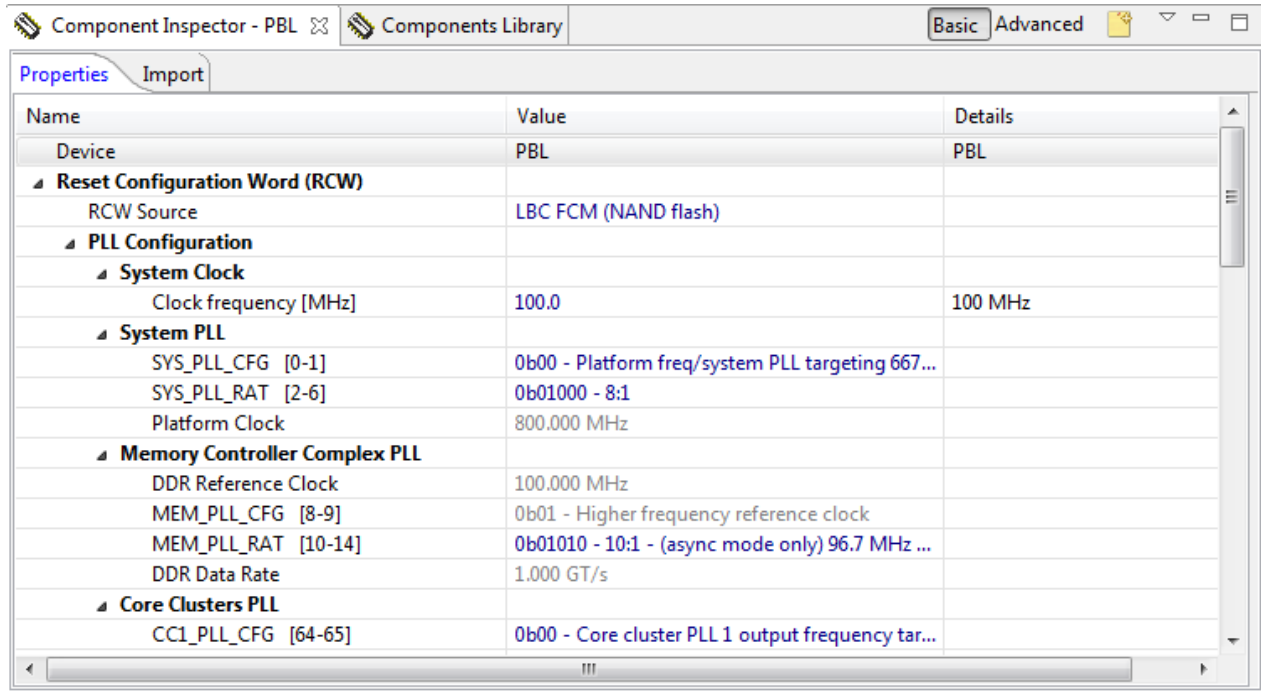 Component Inspector - PBL Components Library Basic Advanced
Properties Import
Name Value Details
Device PBL PBL
Reset Configuration Word (RCW)
RCW Source LBC FCM (NAND flash)
PLL Configuration
System Clock
Clock frequency [MHz] 100.0 100 MHz
System PLL
SYS_PLL_CFG [0-1] 0b00 - Platform freq/system PLL targeting 667...
SYS_PLL_RAT [2-6] 0b01000 - 8:1
Platform Clock 800.000 MHz
Memory Controller Complex PLL
DDR Reference Clock 100.000 MHz
MEM_PLL_CFG [8-9] 0b01 - Higher frequency reference clock
MEM_PLL_RAT [10-14] 0b01010 - 10:1 - (async mode only) 96.7 MHz ...
DDR Data Rate 1.000 GT/s
Core Clusters PLL
CC1_PLL_CFG [64-65] 0b00 - Core cluster PLL 1 output frequency tar...